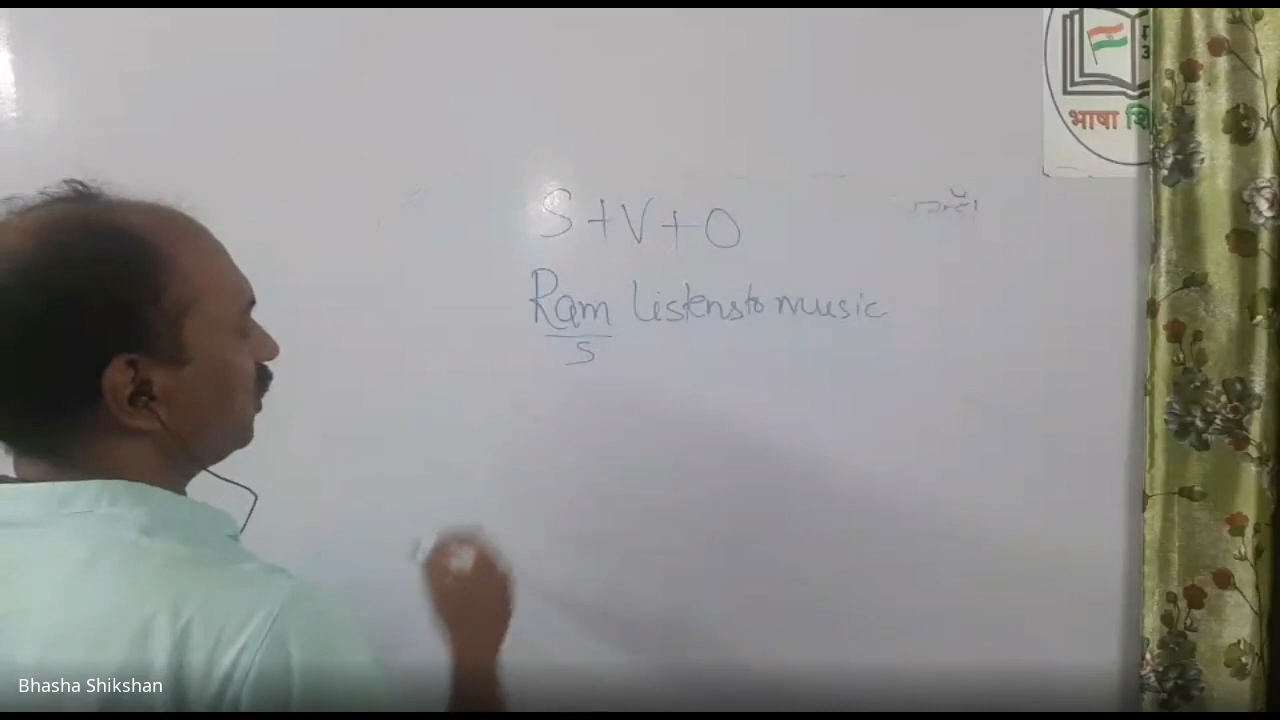 भाषा
S+V+O
Ram listens to music
S
Bhasha Shikshan